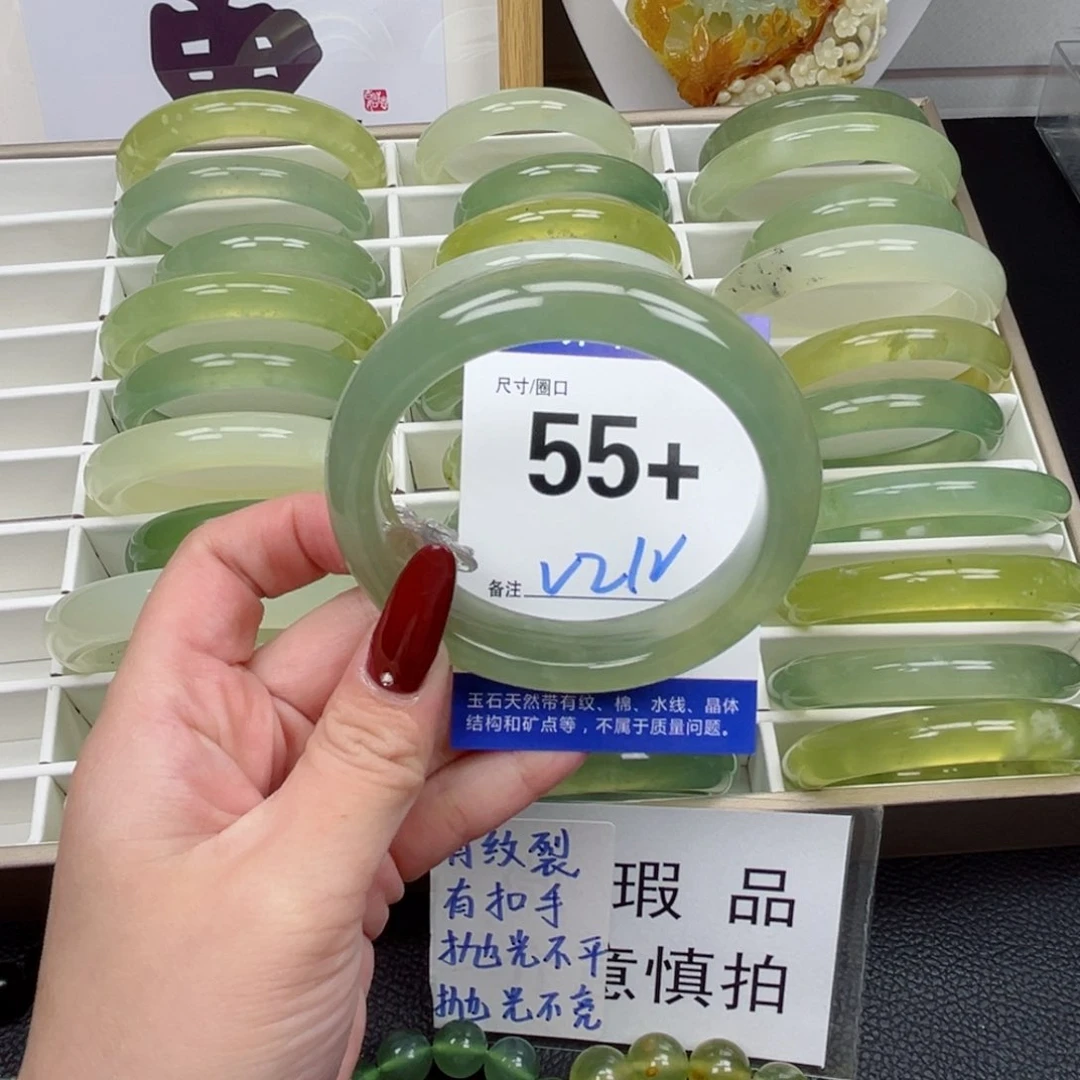 尺寸/圈口
55+
备注
玉石天然带有纹、棉、水线、晶体
结构和矿点等，不属于质量问题。
有纹裂
有扣手
抛光不平
抛光不亮
瑕 品
意慎拍